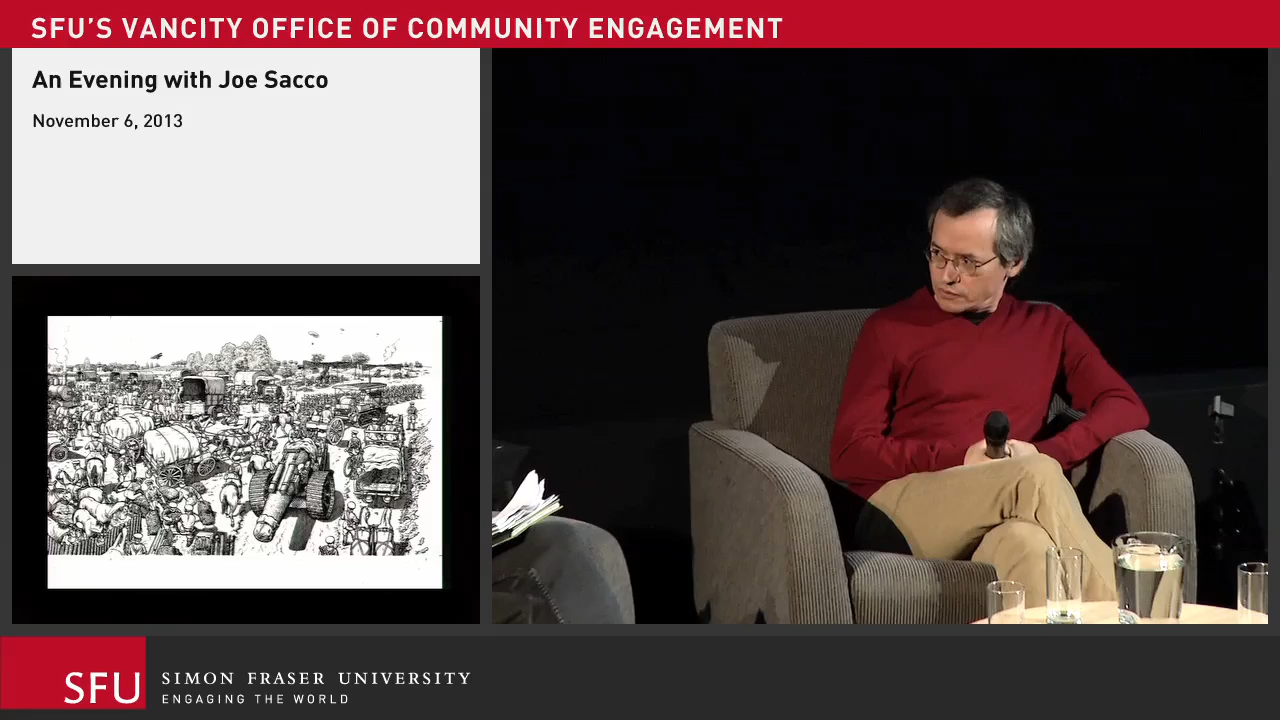 SFU'S VANCITY OFFICE OF COMMUNITY ENGAGEMENT
An Evening with Joe Sacco
November 6, 2013
SFU
SIMON FRASER UNIVERSITY
ENGAGING THE WORLD